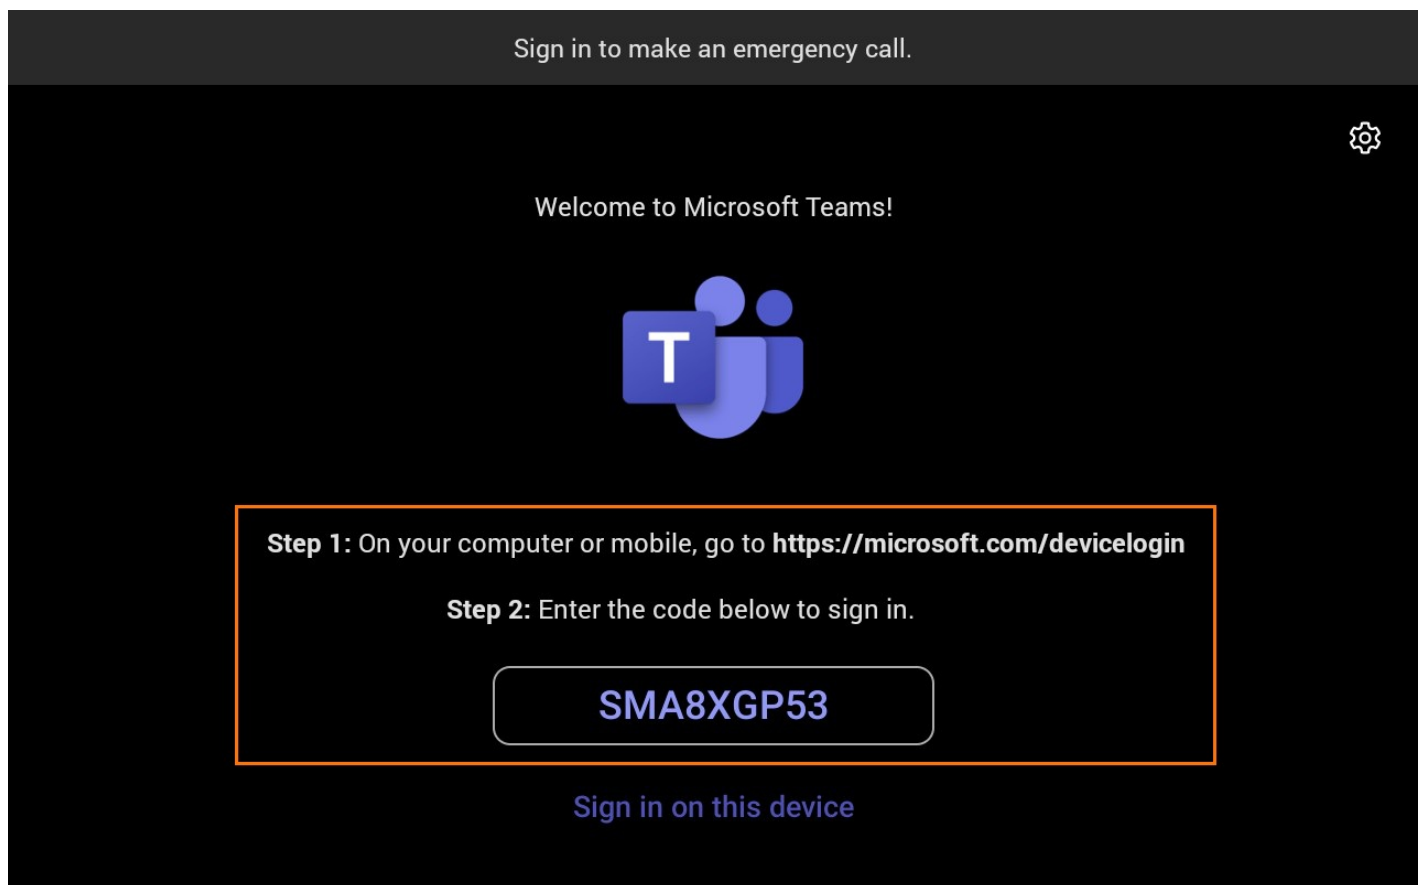 Sign in to make an emergency call.
Welcome to Microsoft Teams!
T
Step 1: On your computer or mobile, go to https://microsoft.com/devicelogin
Step 2: Enter the code below to sign in.
SMA8XGP53
Sign in on this device